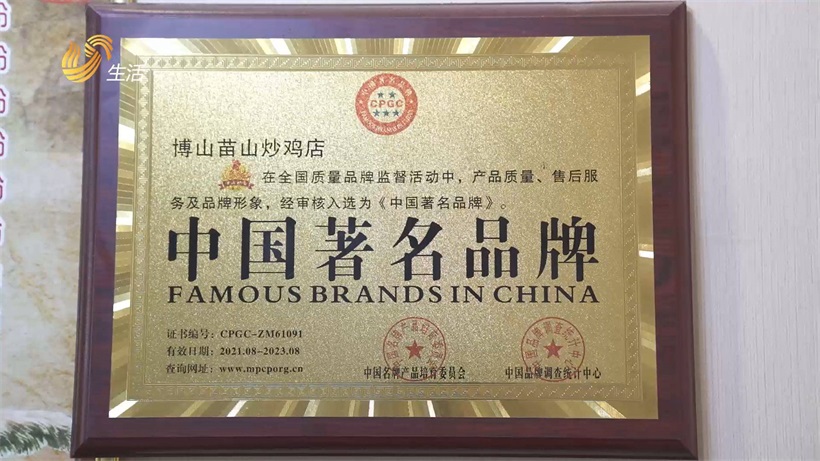 生活
CPGC
博山苗山炒鸡店
在全国质量品牌监督活动中，产品质量、售后服
务及品牌形象，经审核入选为《中国著名品牌》。
中国著名品牌
FAMOUS BRANDS IN CHINA
证书编号：CPGC-ZM61091
有效日期：2021.08-2023.08
查询网址：www.mpcporg.cn
中国名牌产品培育委员会
中国品牌调查统计中心